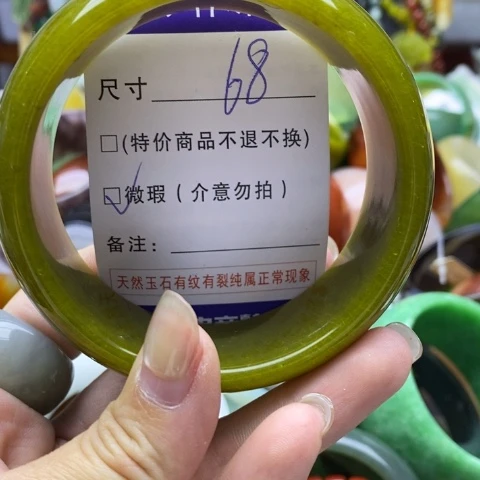 尺寸 68
□(特价商品不退不换)
☑微瑕(介意勿拍)
备注:
天然玉石有纹有裂纯属正常现象